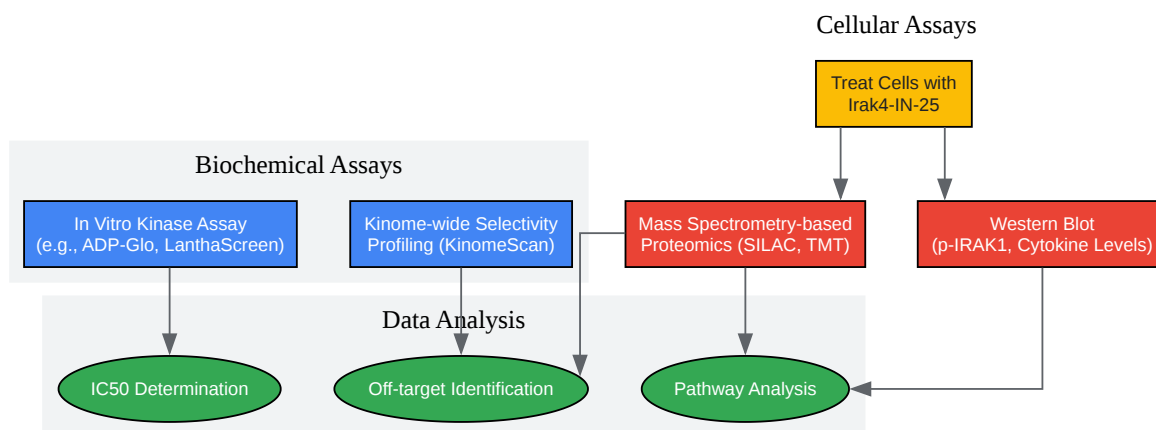 Cellular Assays
Treat Cells with
Irak4-IN-25
Biochemical Assays
In Vitro Kinase Assay
(e.g., ADP-Glo, LanthaScreen)
Kinome-wide Selectivity
Profiling (KinomeScan)
Mass Spectrometry-based
Proteomics (SILAC, TMT)
Western Blot
(p-IRAK1, Cytokine Levels)
Data Analysis
IC50 Determination
Off-target Identification
Pathway Analysis